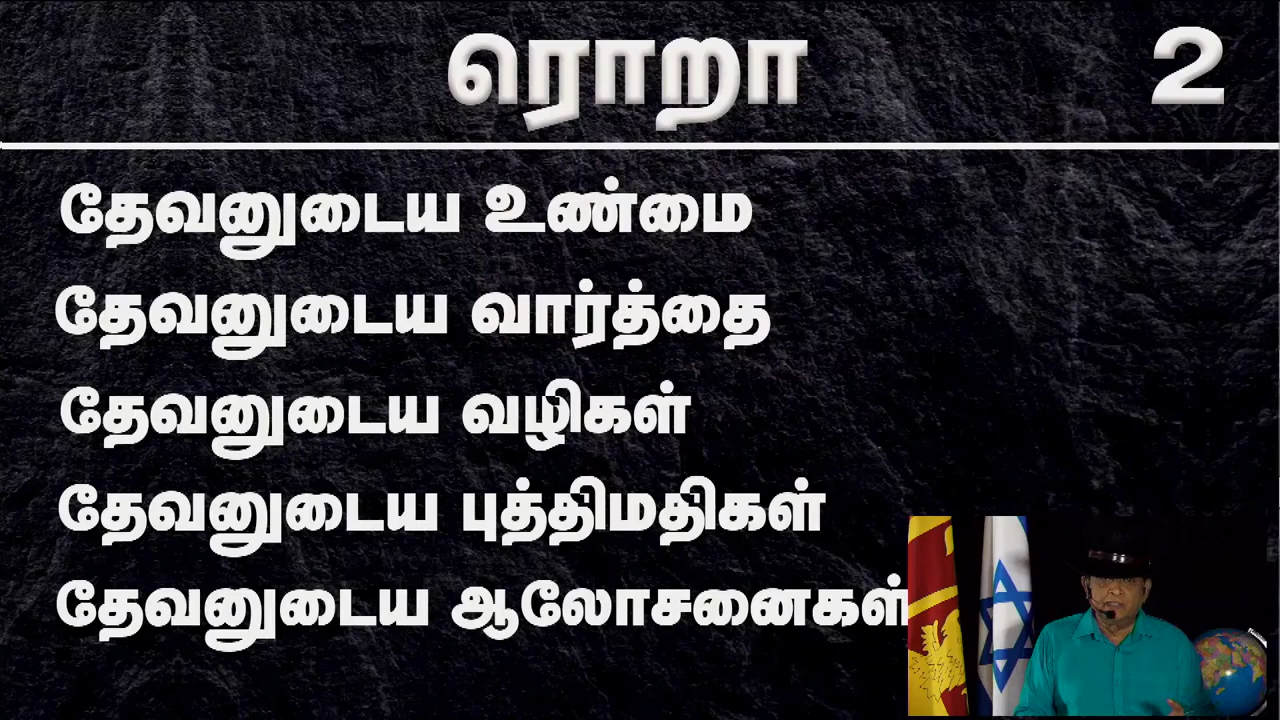 ரொறா
2
தேவனுடைய உண்மை
தேவனுடைய வார்த்தை
தேவனுடைய வழிகள்
தேவனுடைய புத்திமதிகள்
தேவனுடைய ஆலோசனைகள்